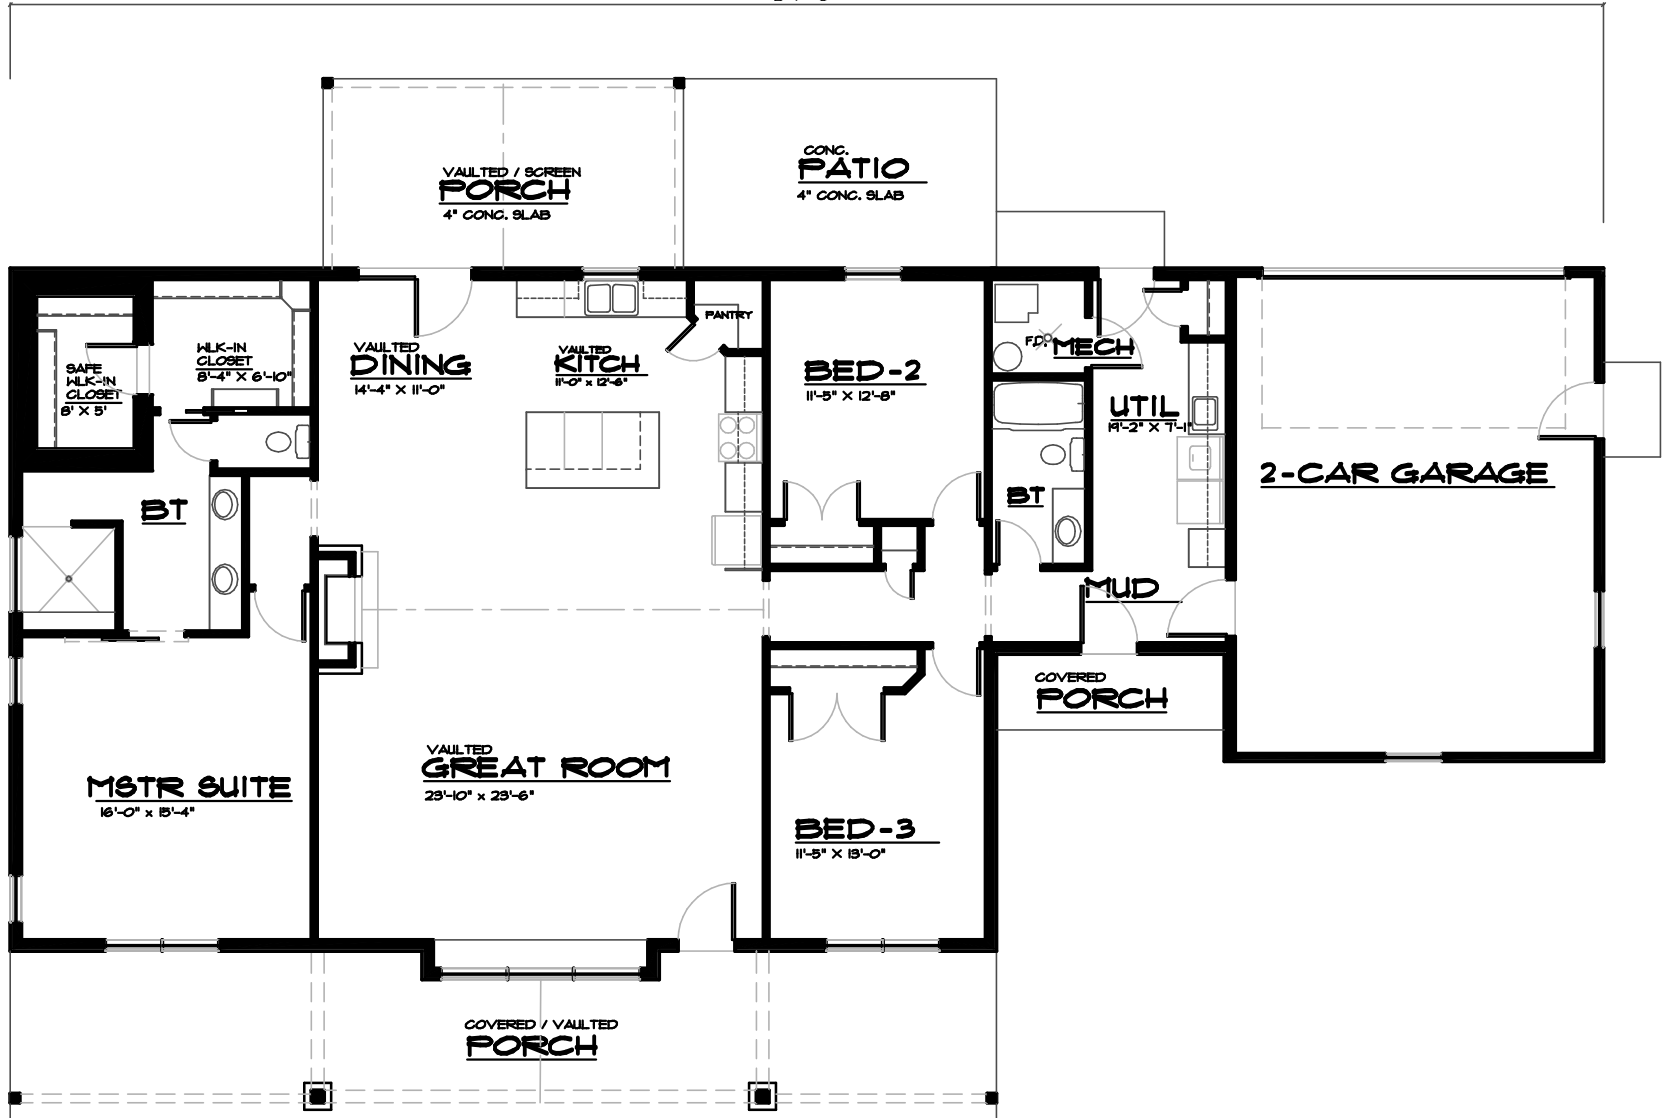 VAULTED / SCREEN
PORCH
4" CONC. SLAB
CONC.
PATIO
4" CONC. SLAB
SAFE
WLK-IN
CLOSET
8' X 5'
WLK-IN
CLOSET
8'-4" X 6'-10"
VAULTED
DINING
14'-4" X 11'-0"
VAULTED
KITCH
11'-0" x 12'-6"
PANTRY
BED-2
11'-5" X 12'-8"
F.D.
MECH
UTIL
19'-2" X 7'-1"
2-CAR GARAGE
BT
BT
MUD
COVERED
PORCH
MSTR SUITE
16'-0" x 15'-4"
VAULTED
GREAT ROOM
23'-10" x 23'-6"
BED-3
11'-5" X 13'-0"
COVERED / VAULTED
PORCH